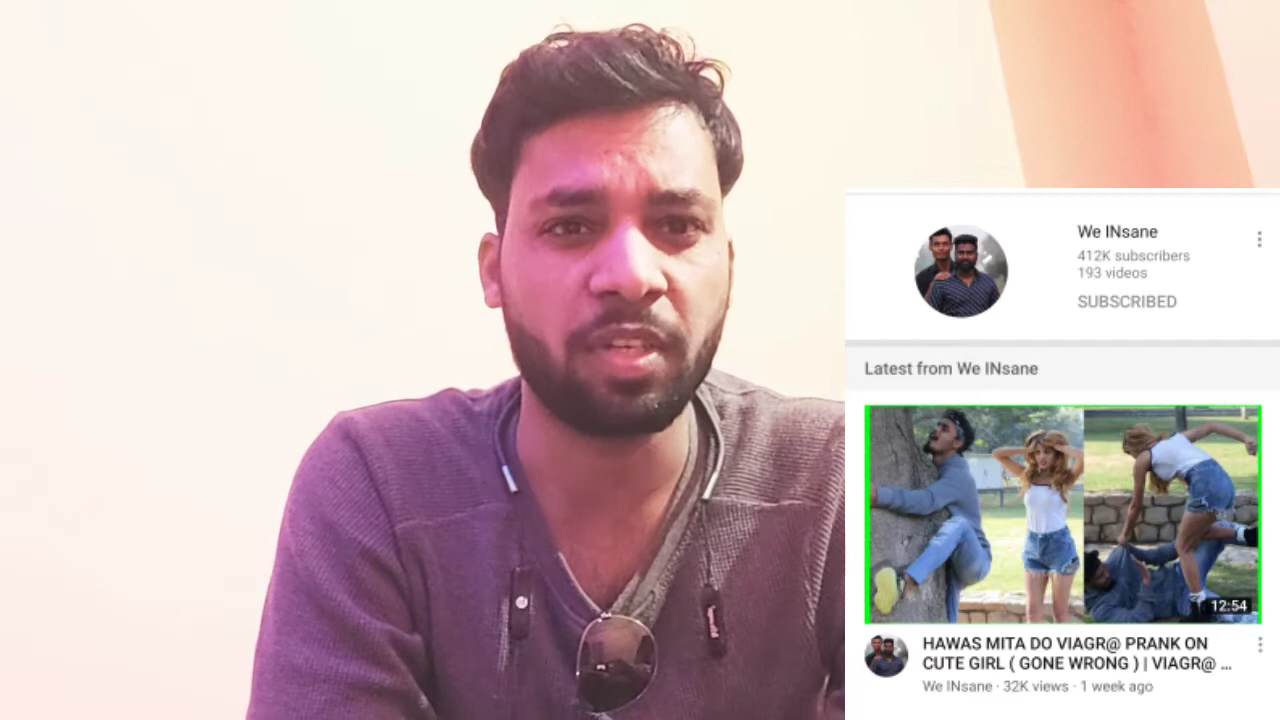 We INsane
412K subscribers
193 videos
SUBSCRIBED
Latest from We INsane
12:54
HAWAS MITA DO VIAGR@ PRANK ON
CUTE GIRL ( GONE WRONG ) | VIAGR@ ...
We INsane · 32K views · 1 week ago